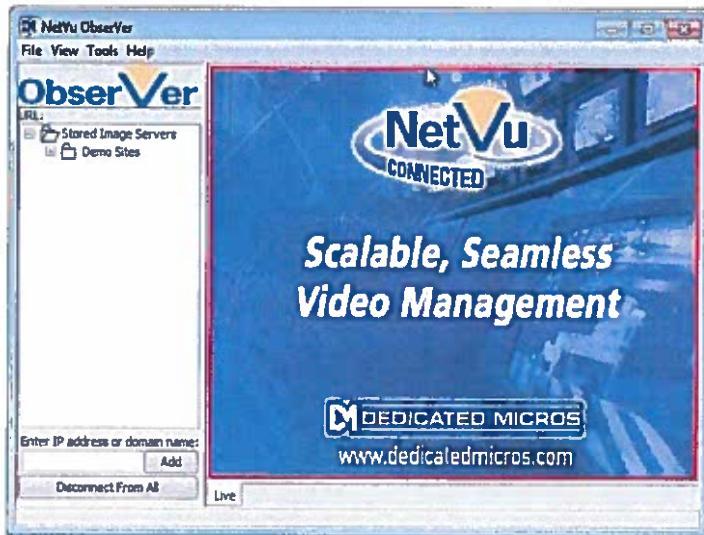 NetVu ObserVer
File View Tools Help
ObserVer
URL:
Stored Image Servers
Demo Sites
NetVu
CONNECTED
Scalable, Seamless
Video Management
DM DEDICATED MICROS
www.dedicatedmicros.com
Enter IP address or domain name:
Add
Disconnect From All
Live